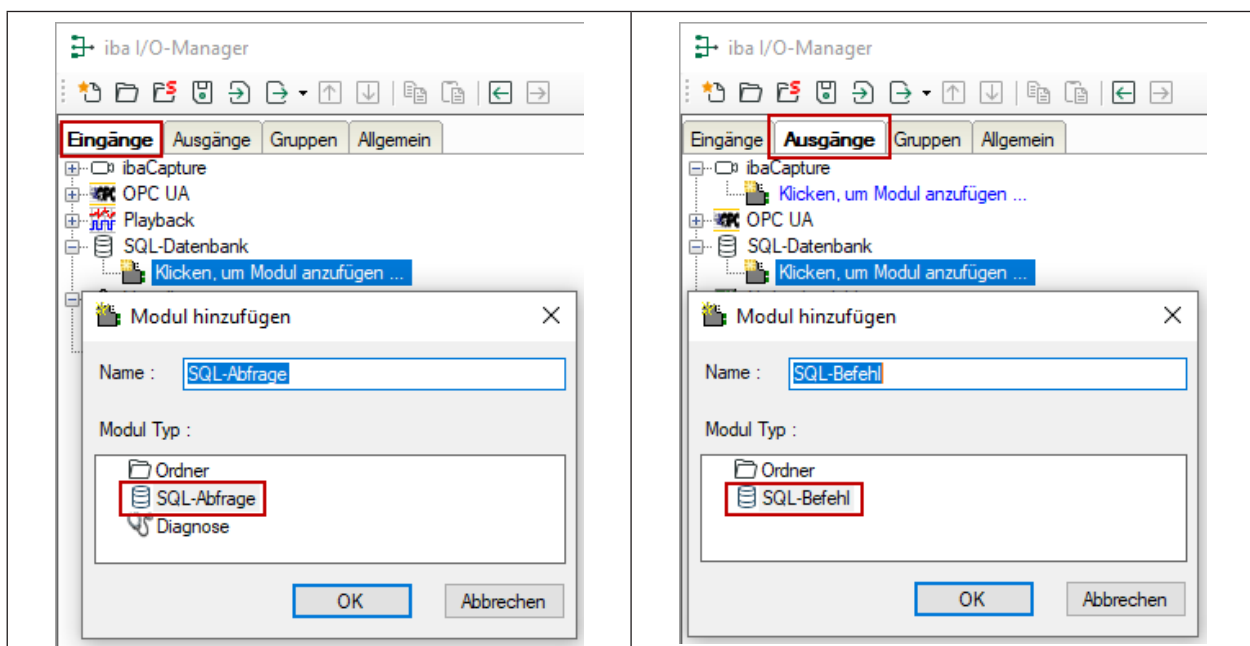 iba I/O-Manager
Eingänge Ausgänge Gruppen Allgemein
ibaCapture
OPC UA
Playback
SQL-Datenbank
Klicken, um Modul anzufügen ...
Modul hinzufügen
Name : SQL-Abfrage
Modul Typ :
Ordner
SQL-Abfrage
Diagnose
OK Abbrechen
iba I/O-Manager
Eingänge Ausgänge Gruppen Allgemein
ibaCapture
Klicken, um Modul anzufügen ...
OPC UA
SQL-Datenbank
Klicken, um Modul anzufügen ...
Modul hinzufügen
Name : SQL-Befehl
Modul Typ :
Ordner
SQL-Befehl
OK Abbrechen